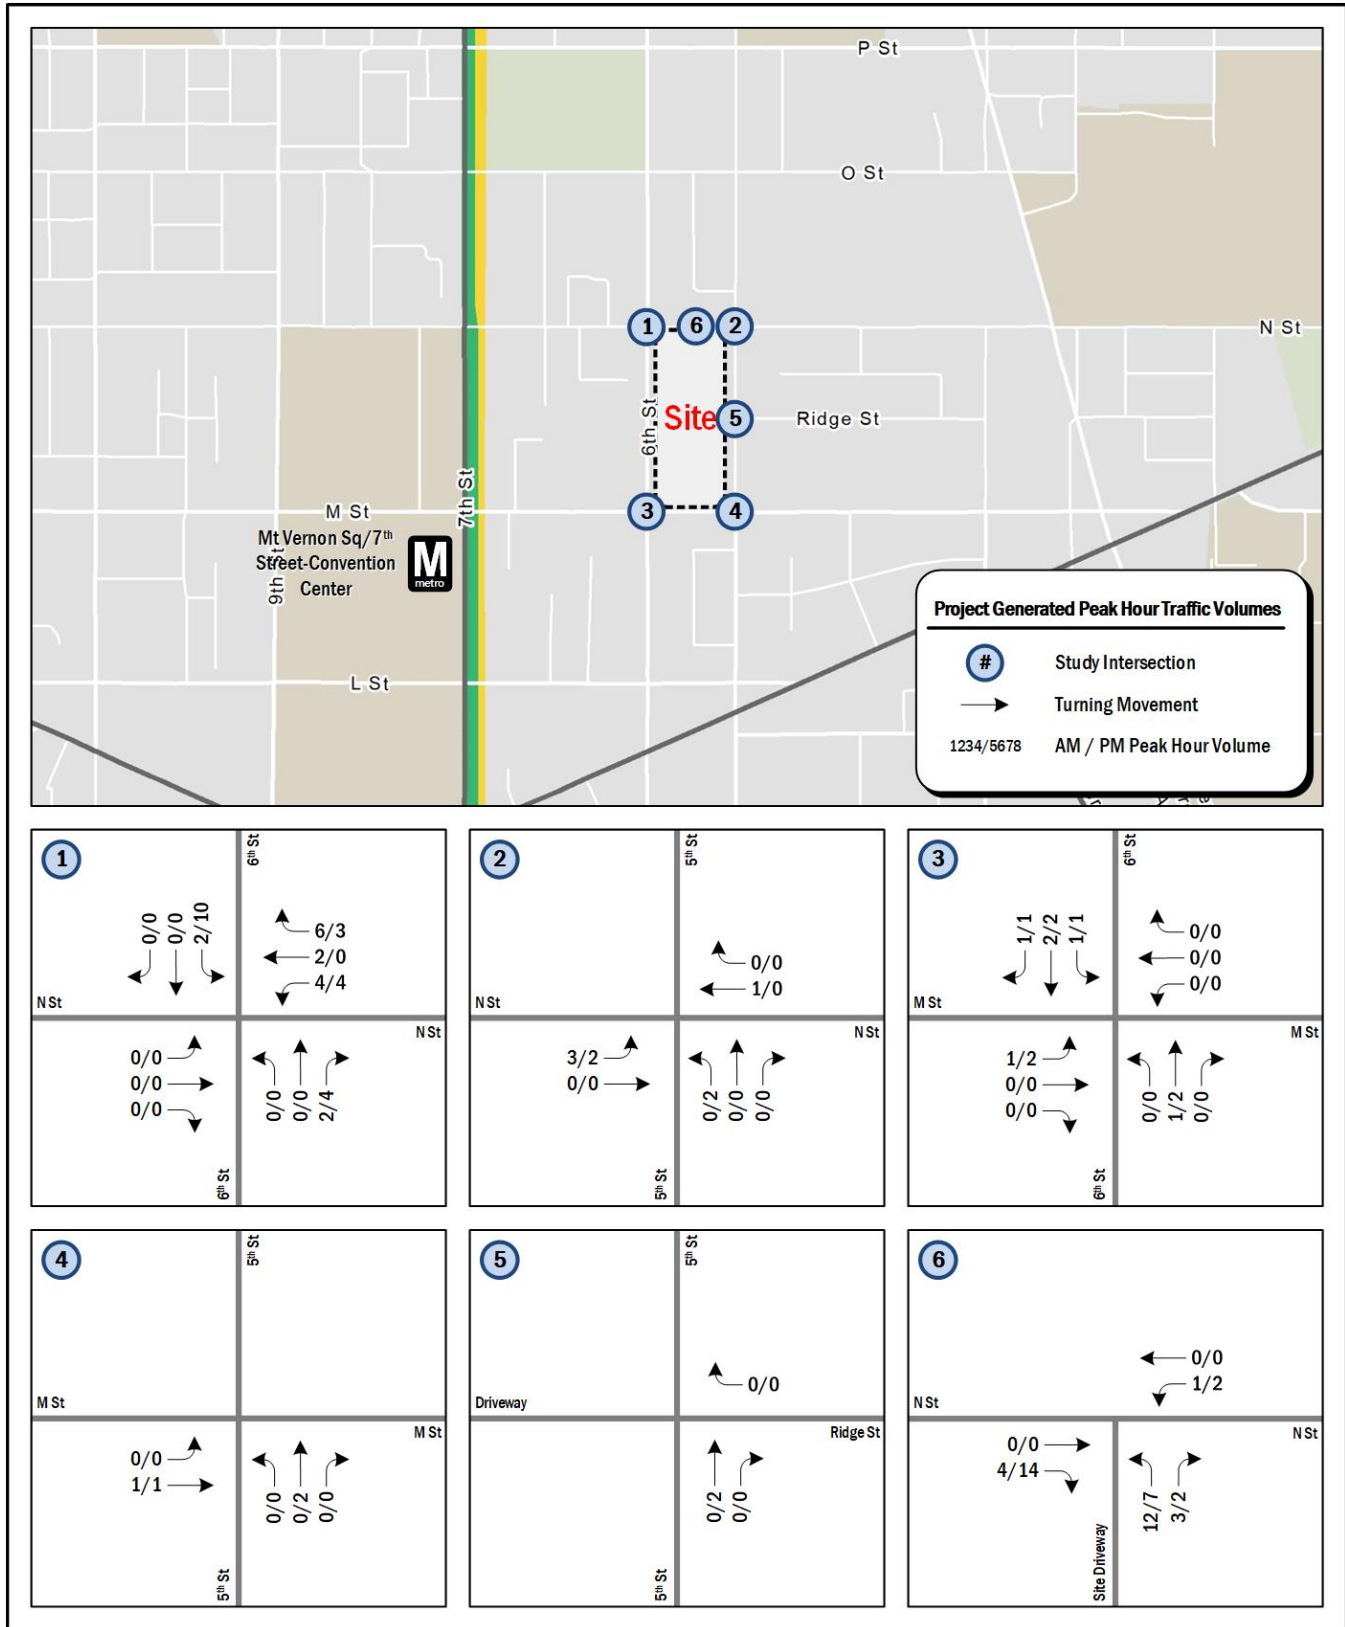 P St
O St
N St
1
6
2
6th St
Site
5
Ridge St
7th St
M St
3
4
Mt Vernon Sq/7th
Street-Convention
Center
9th St
M
metro
L St
Project Generated Peak Hour Traffic Volumes
# Study Intersection
Turning Movement
1234/5678 AM / PM Peak Hour Volume
1
6th St
0/0
0/0
2/10
6/3
2/0
4/4
N St
N St
0/0
0/0
0/0
0/0
0/0
2/4
6th St
2
5th St
0/0
1/0
N St
N St
3/2
0/0
0/2
0/0
0/0
5th St
3
6th St
1/1
2/2
1/1
0/0
0/0
0/0
M St
M St
1/2
0/0
0/0
0/0
1/2
0/0
6th St
4
5th St
M St
M St
0/0
1/1
0/0
0/2
0/0
5th St
5
5th St
0/0
Driveway
Ridge St
0/2
0/0
5th St
6
0/0
1/2
N St
N St
0/0
4/14
12/7
3/2
Site Driveway